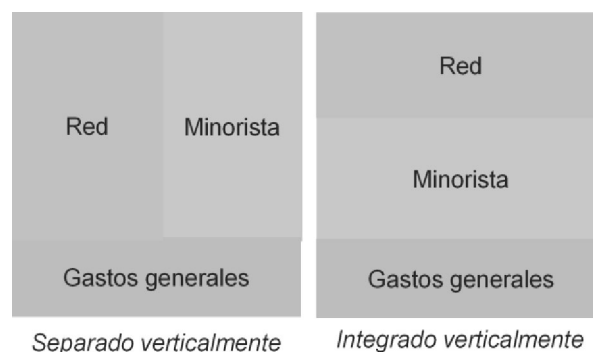 Red
Minorista
Gastos generales
Separado verticalmente
Red
Minorista
Gastos generales
Integrado verticalmente